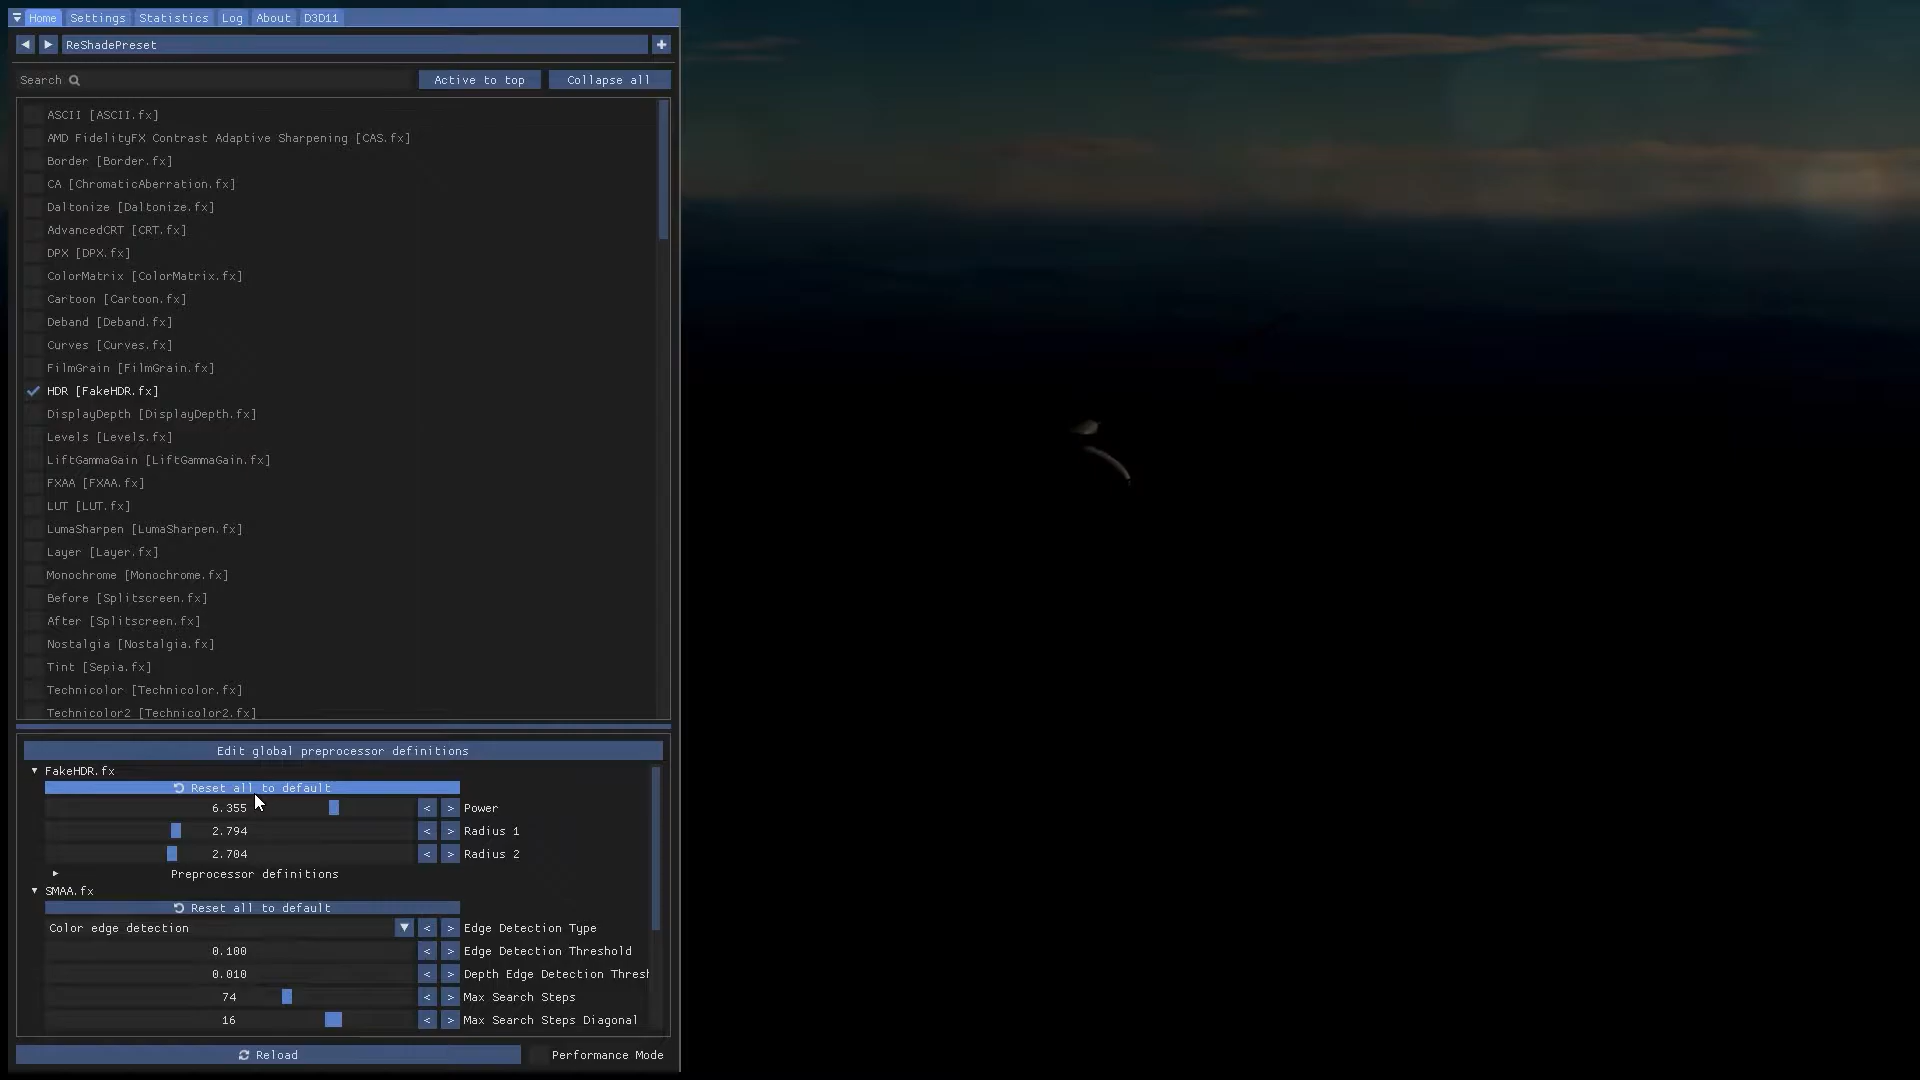 Home Settings Statistics Log About D3D11
ReShadePreset
Search Active to top Collapse all
ASCII [ASCII.fx]
AMD FidelityFX Contrast Adaptive Sharpening [CAS.fx]
Border [Border.fx]
CA [ChromaticAberration.fx]
Daltonize [Daltonize.fx]
AdvancedCRT [CRT.fx]
DPX [DPX.fx]
ColorMatrix [ColorMatrix.fx]
Cartoon [Cartoon.fx]
Deband [Deband.fx]
Curves [Curves.fx]
FilmGrain [FilmGrain.fx]
HDR [FakeHDR.fx]
DisplayDepth [DisplayDepth.fx]
Levels [Levels.fx]
LiftGammaGain [LiftGammaGain.fx]
FXAA [FXAA.fx]
LUT [LUT.fx]
LumaSharpen [LumaSharpen.fx]
Layer [Layer.fx]
Monochrome [Monochrome.fx]
Before [Splitscreen.fx]
After [Splitscreen.fx]
Nostalgia [Nostalgia.fx]
Tint [Sepia.fx]
Technicolor [Technicolor.fx]
Technicolor2 [Technicolor2.fx]
Edit global preprocessor definitions
FakeHDR.fx
Reset all to default
6.355 < > Power
2.794 < > Radius 1
2.704 < > Radius 2
Preprocessor definitions
SMAA.fx
Reset all to default
Color edge detection < > Edge Detection Type
0.100 < > Edge Detection Threshold
0.010 < > Depth Edge Detection Thresh
74 < > Max Search Steps
16 < > Max Search Steps Diagonal
Reload Performance Mode